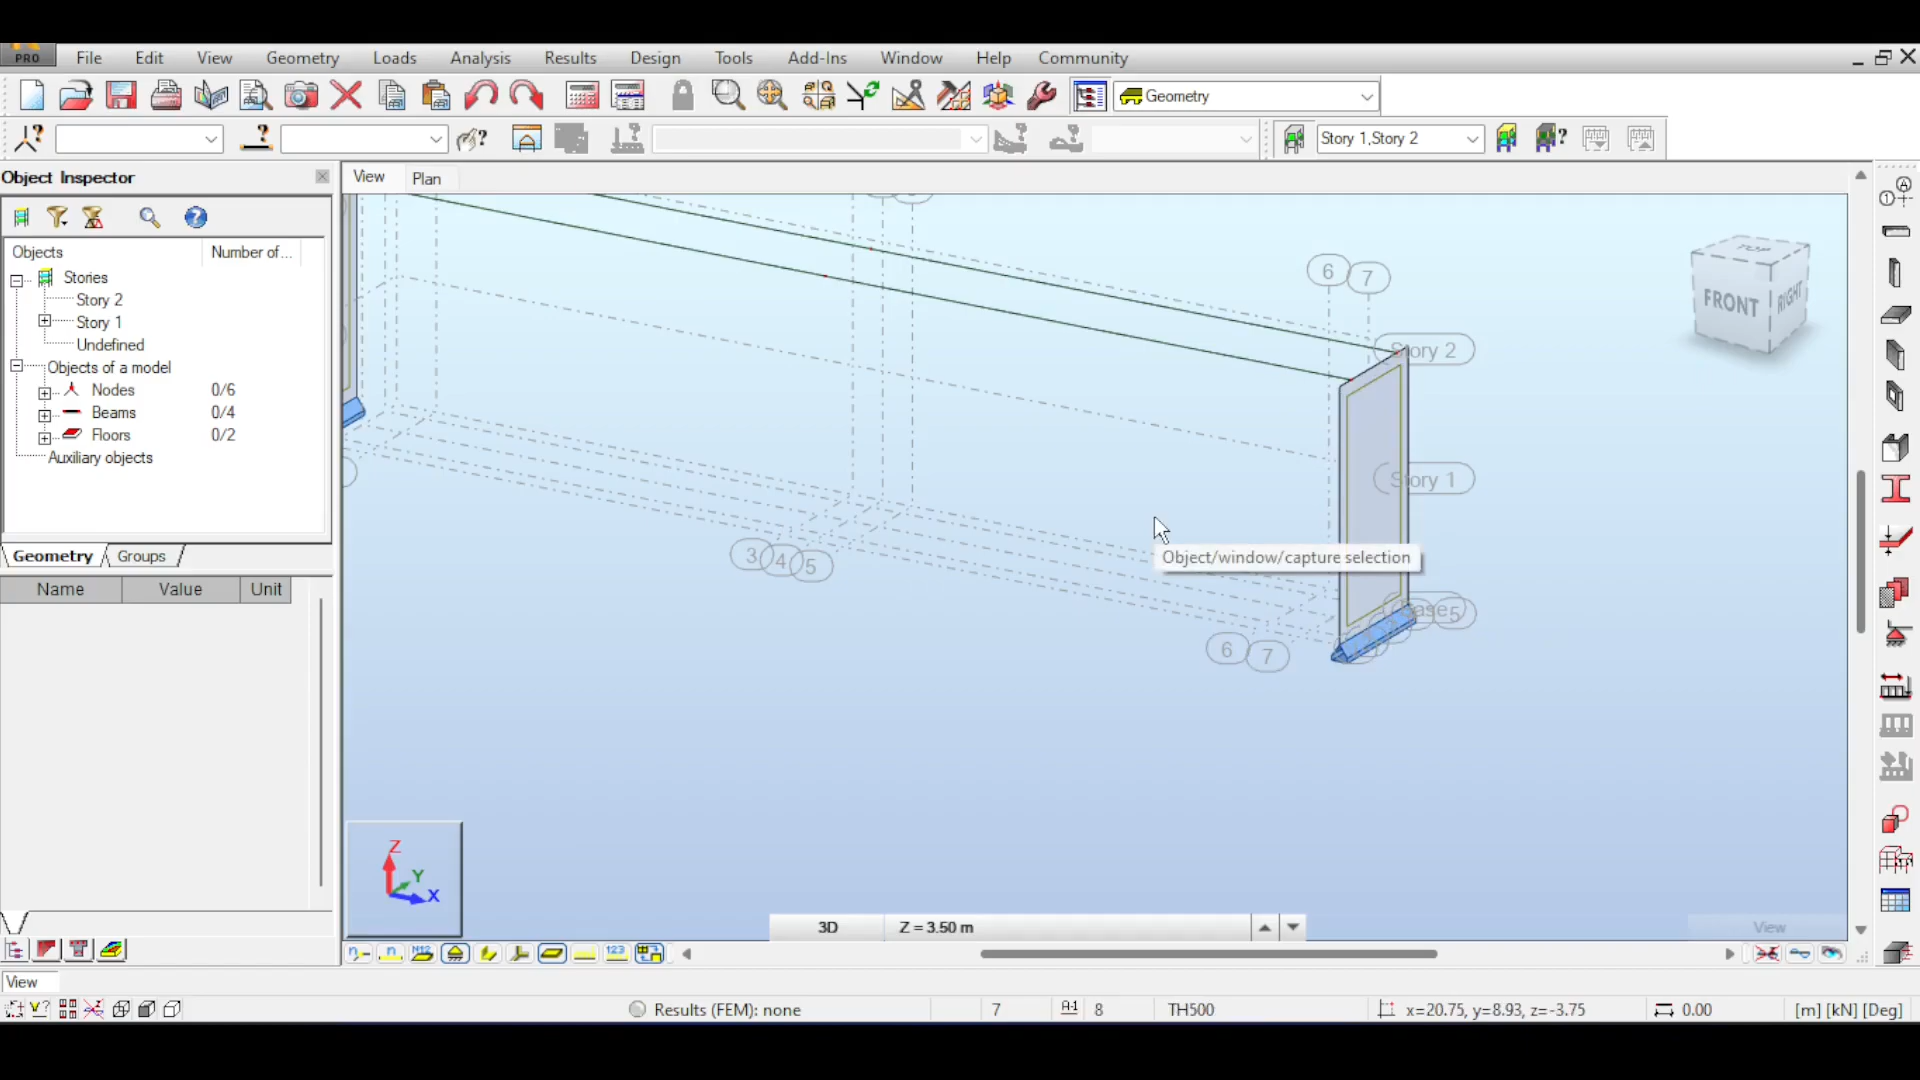 PRO File Edit View Geometry Loads Analysis Results Design Tools Add-Ins Window Help Community
Geometry
Story 1,Story 2
Object Inspector
View Plan
Objects Number of...
Stories
Story 2
Story 1
Undefined
Objects of a model
Nodes 0/6
Beams 0/4
Floors 0/2
Auxiliary objects
Geometry Groups
Name Value Unit
6 7
Story 2
Story 1
3 4 5
Object/window/capture selection
Base 5
6 7
TOP
FRONT RIGHT
Z
Y
X
3D Z = 3.50 m
View
View
Results (FEM): none 7 8 TH500 x=20.75, y=8.93, z=-3.75 0.00 [m] [kN] [Deg]